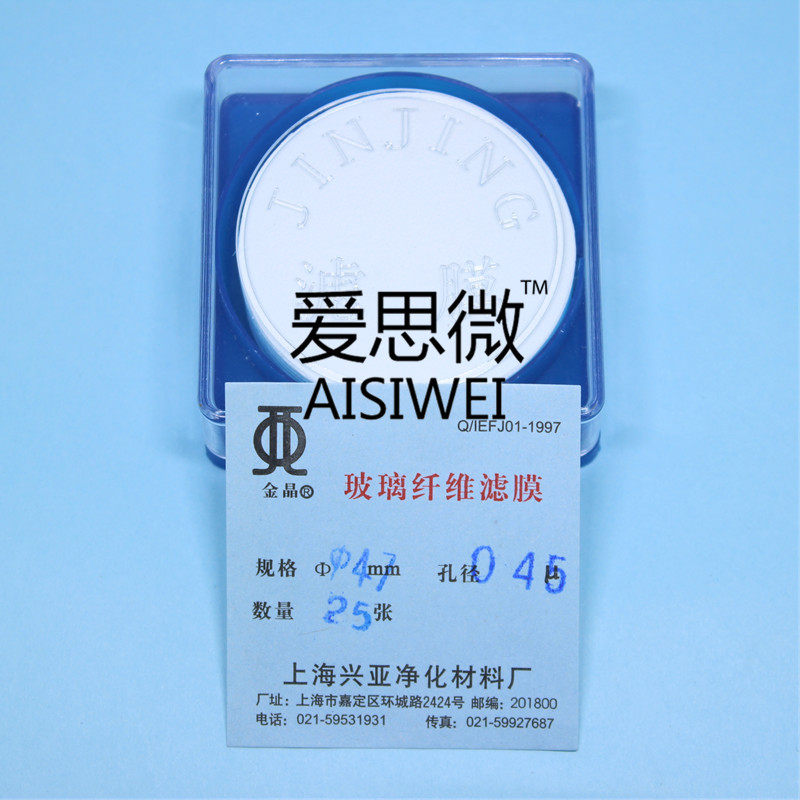 JINJING
滤 膜
爱思微™
AISIWEI
Q/IEFJ01-1997
金晶®
玻璃纤维滤膜
规格 Φ Φ47 mm 孔径 0 45 μ
数量 25 张
上海兴亚净化材料厂
厂址：上海市嘉定区环城路2424号 邮编：201800
电话：021-59531931 传真：021-59927687